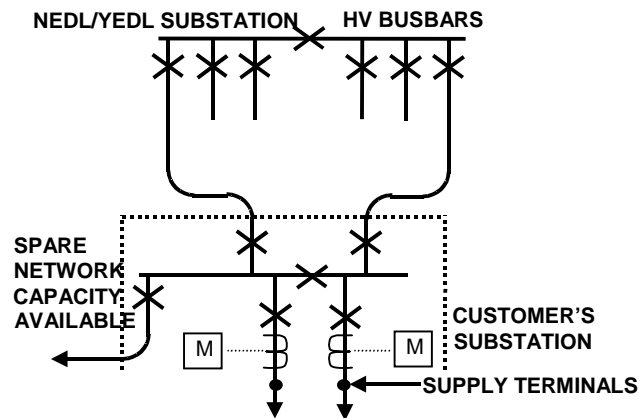 NEDL/YEDL SUBSTATION
HV BUSBARS
SPARE
NETWORK
CAPACITY
AVAILABLE
M
M
CUSTOMER'S
SUBSTATION
SUPPLY TERMINALS